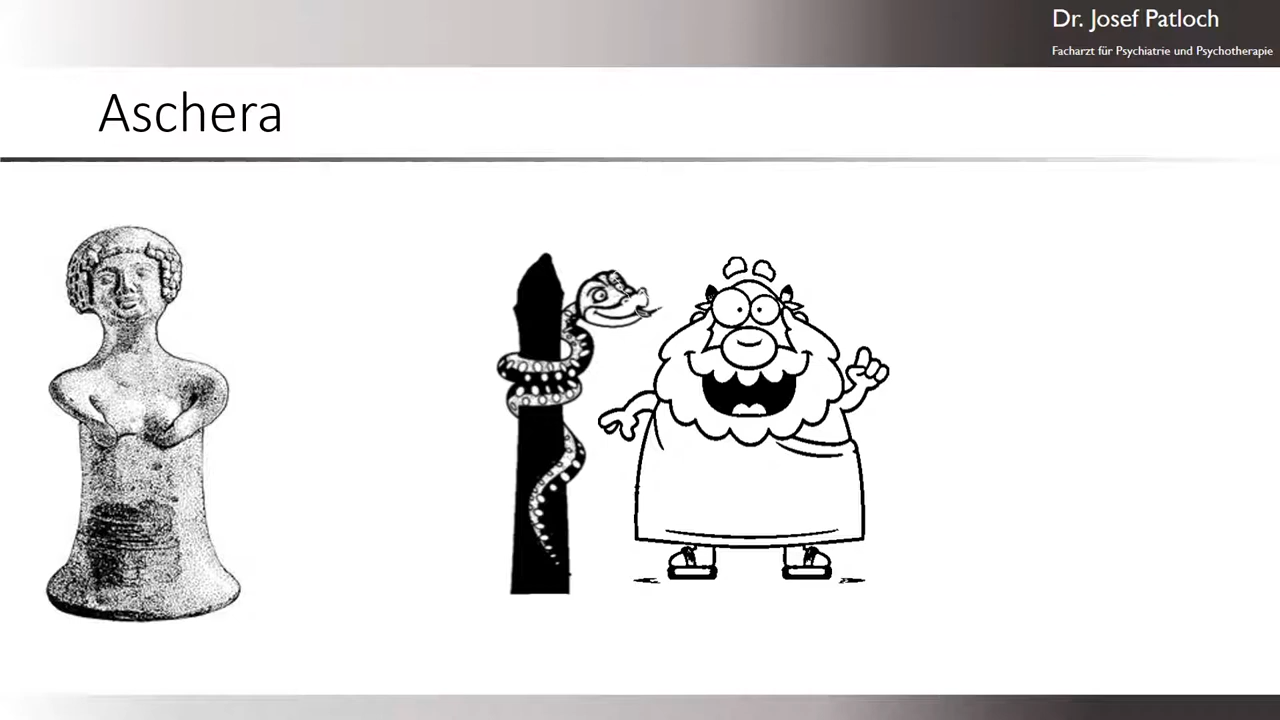 Dr. Josef Patloch
Facharzt für Psychiatrie und Psychotherapie
Aschera